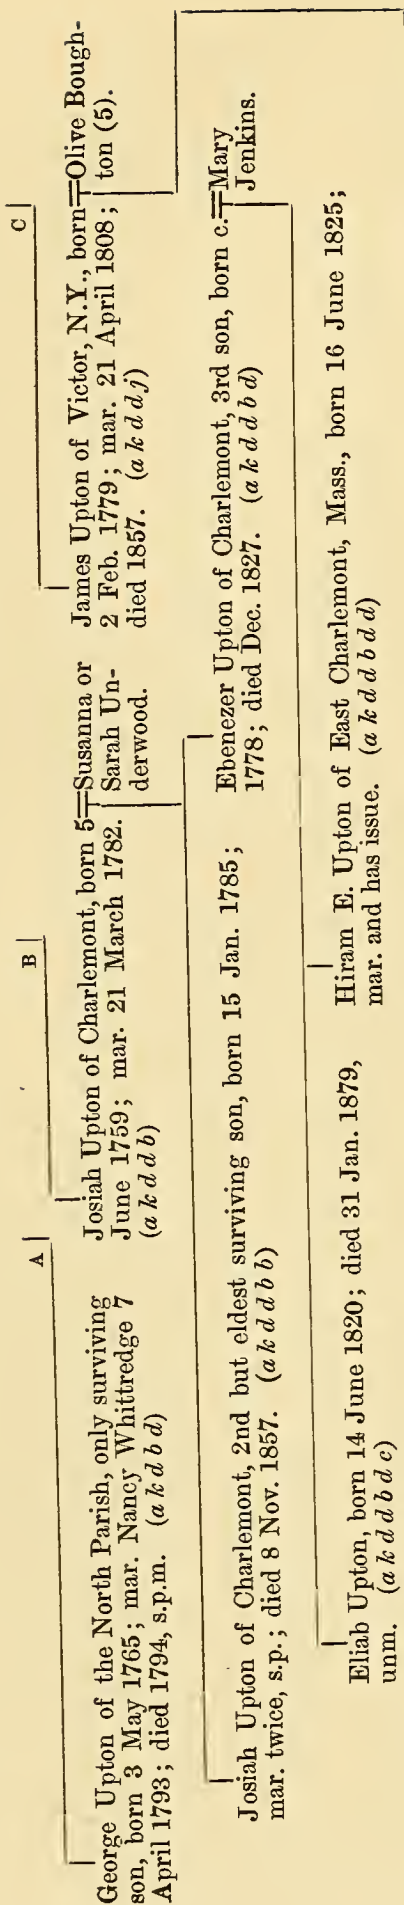 A
B
C
George Upton of the North Parish, only surviving
son, born 3 May 1765; mar. Nancy Whittredge 7
April 1793; died 1794, s.p.m. (a k d b d)
Josiah Upton of Charlemont, born 5=Susanna or
June 1759; mar. 21 March 1782. Sarah Un-
(a k d d b) derwood.
James Upton of Victor, N.Y., born=Olive Bough-
2 Feb. 1779; mar. 21 April 1808; ton (5).
died 1857. (a k d d j)
Josiah Upton of Charlemont, 2nd but eldest surviving son, born 15 Jan. 1785;
mar. twice, s.p.; died 8 Nov. 1857. (a k d d b b)
Ebenezer Upton of Charlemont, 3rd son, born c.=Mary
1778; died Dec. 1827. (a k d d b d) Jenkins.
Eliab Upton, born 14 June 1820; died 31 Jan. 1879,
unm. (a k d d b d c)
Hiram E. Upton of East Charlemont, Mass., born 16 June 1825;
mar. and has issue. (a k d d b d d)